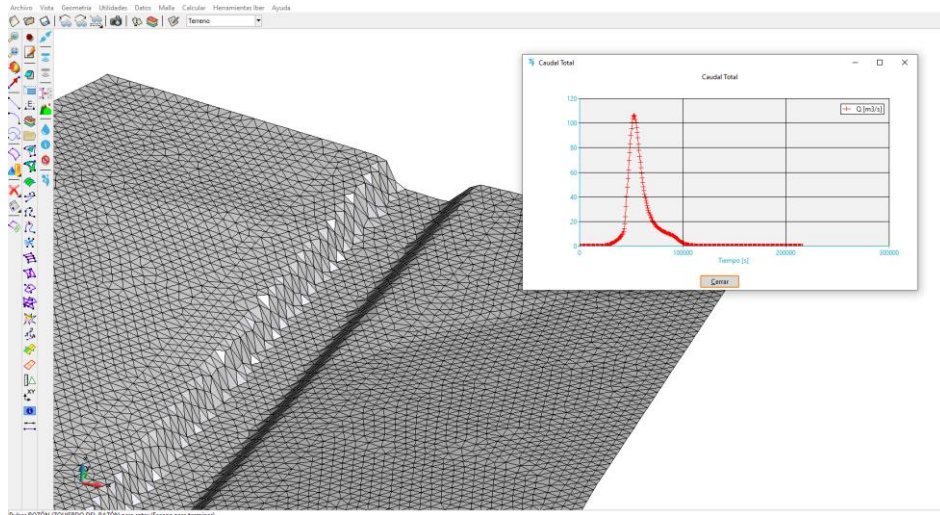 Archivo Vista Geometría Utilidades Datos Malla Calcular Herramientas Iber Ayuda
Terreno
Caudal Total
Caudal Total
Q [m3/s]
120
100
80
60
40
20
0
0 100000 200000 300000
Tiempo [s]
Cerrar
E
XY